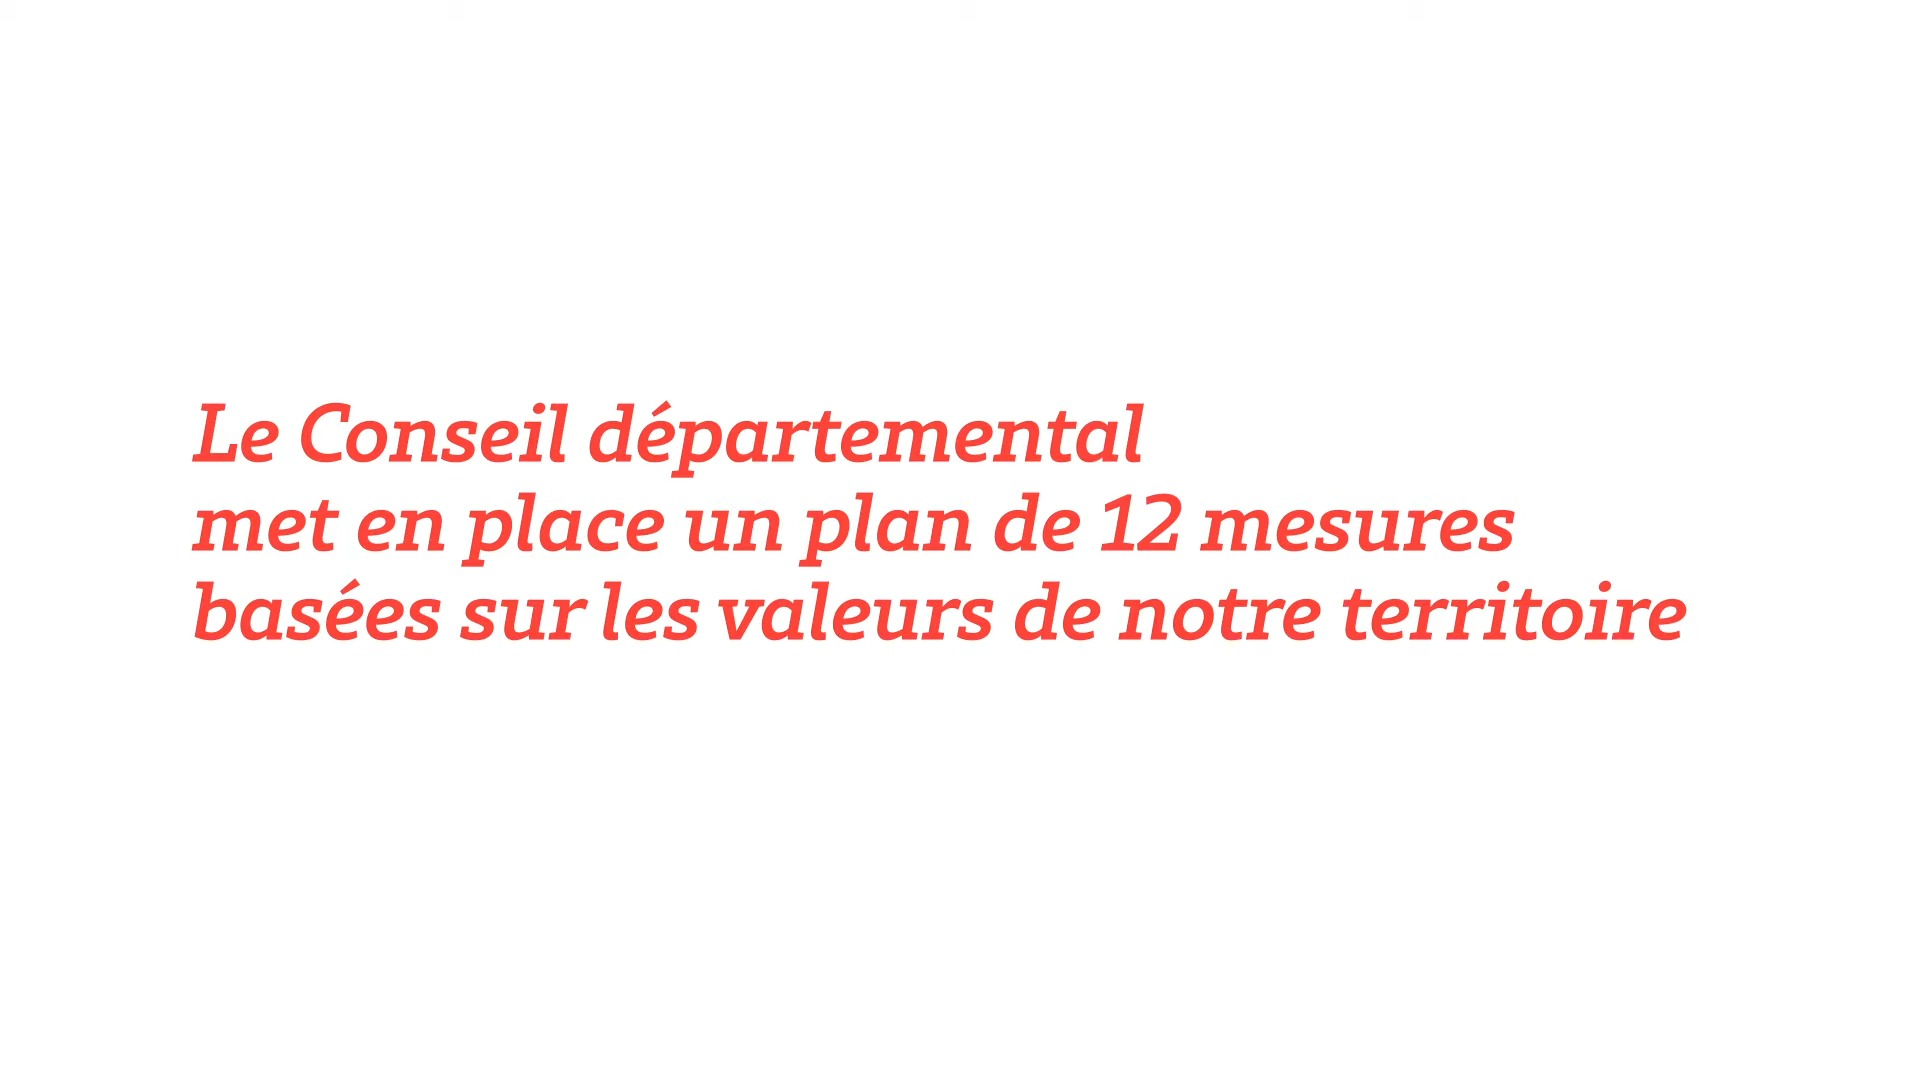 Le Conseil départemental
met en place un plan de 12 mesures
basées sur les valeurs de notre territoire